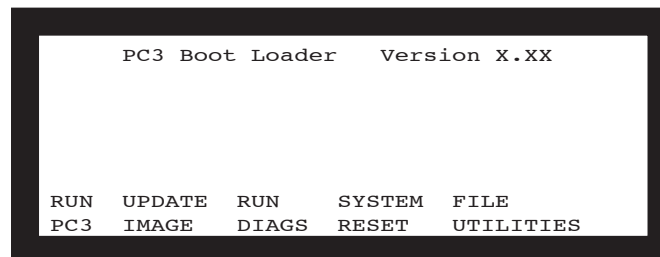 PC3 Boot Loader Version X.XX
RUN UPDATE RUN SYSTEM FILE
PC3 IMAGE DIAGS RESET UTILITIES